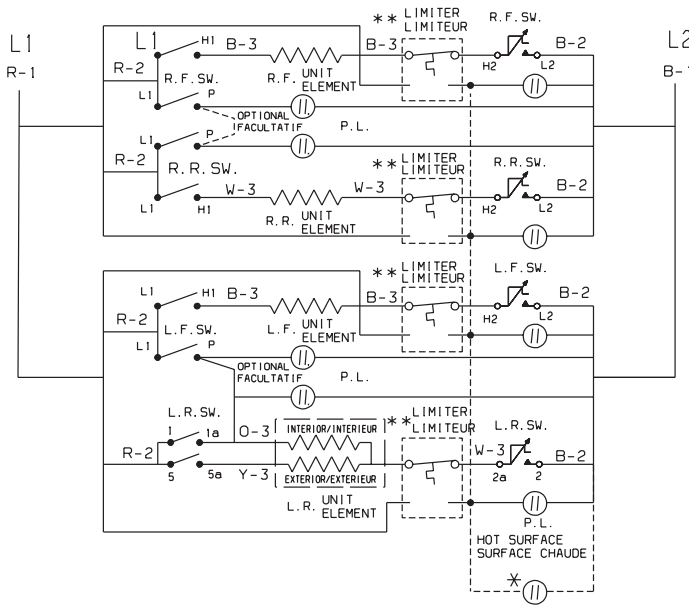 L1
R-1
L1
H1
B-3
R-2
R.F.SW.
L1
P
R.F. UNIT ELEMENT
B-3
** LIMITER
LIMITEUR
R.F.SW.
H2
L2
B-2
L2
B-1
OPTIONAL
FACULTATIF
P.L.
L1
P
R-2
R.R.SW.
L1
H1
W-3
R.R. UNIT
ELEMENT
W-3
** LIMITER
LIMITEUR
R.R.SW.
H2
L2
B-2
L1
H1
B-3
R-2
L.F.SW.
L1
P
L.F. UNIT
ELEMENT
B-3
** LIMITER
LIMITEUR
L.F.SW.
H2
L2
B-2
OPTIONAL
FACULTATIF
P.L.
L.R.SW.
1
1a
O-3
INTERIOR/INTERIEUR
R-2
5
5a
Y-3
EXTERIOR/EXTERIEUR
L.R. UNIT
ELEMENT
** LIMITER
LIMITEUR
L.R.SW.
W-3
2a
2
B-2
P.L.
HOT SURFACE
SURFACE CHAUDE
*